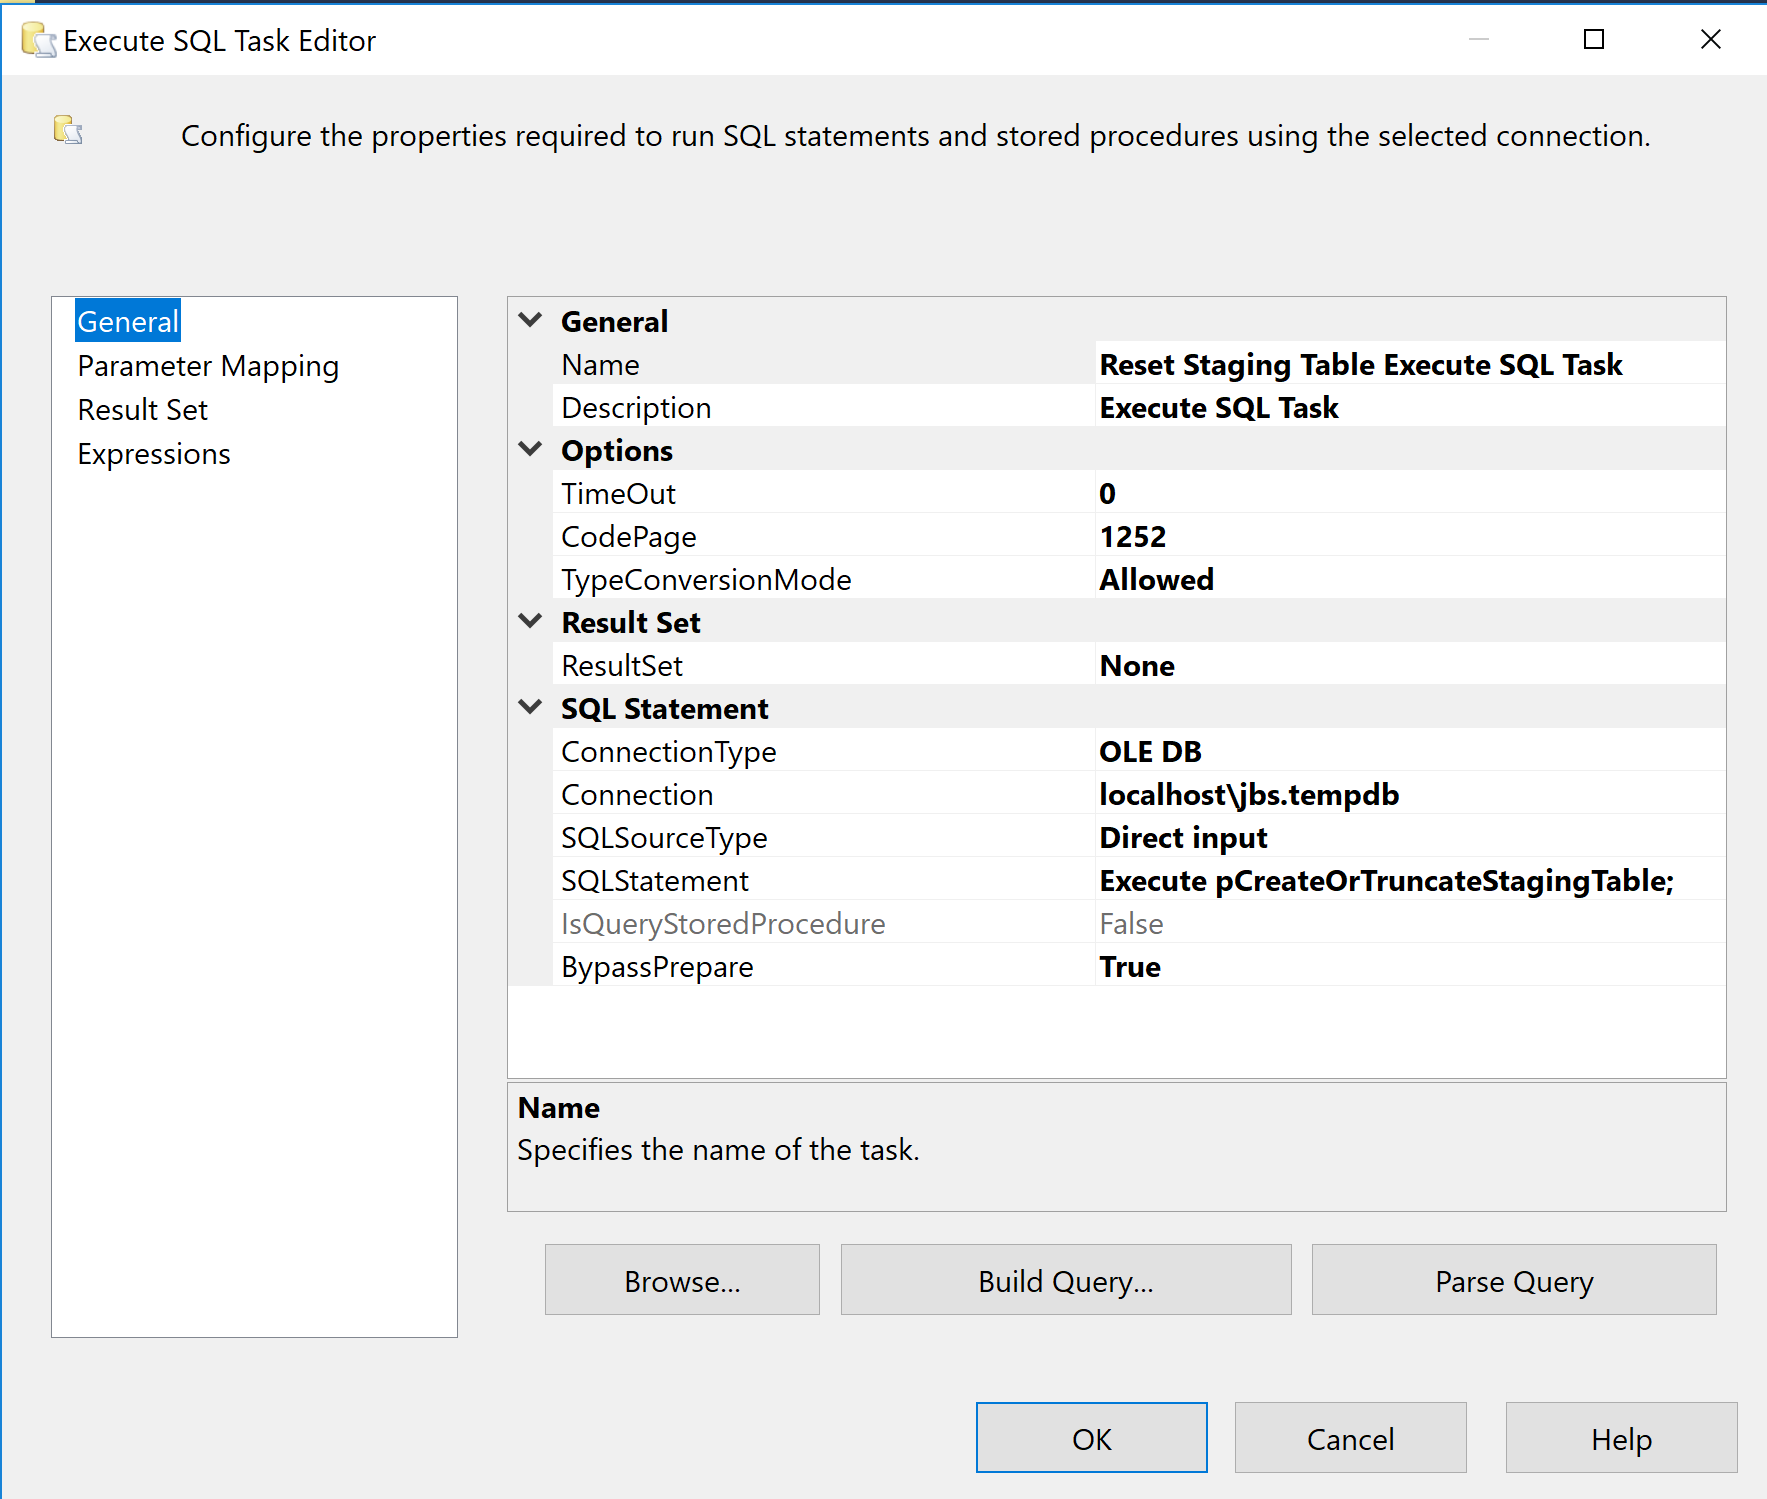 Execute SQL Task Editor
Configure the properties required to run SQL statements and stored procedures using the selected connection.
General
Parameter Mapping
Result Set
Expressions
General
Name Reset Staging Table Execute SQL Task
Description Execute SQL Task
Options
TimeOut 0
CodePage 1252
TypeConversionMode Allowed
Result Set
ResultSet None
SQL Statement
ConnectionType OLE DB
Connection localhost\jbs.tempdb
SQLSourceType Direct input
SQLStatement Execute pCreateOrTruncateStagingTable;
IsQueryStoredProcedure False
BypassPrepare True
Name
Specifies the name of the task.
Browse... Build Query... Parse Query
OK Cancel Help